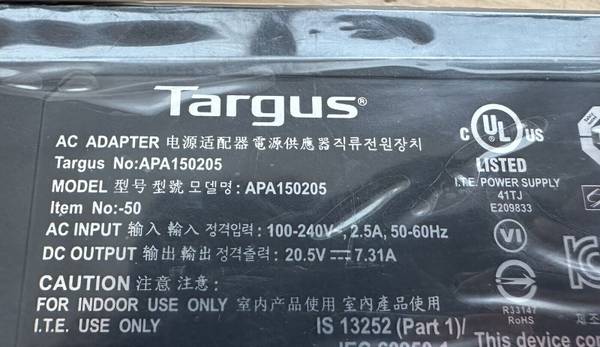 Targus®
AC ADAPTER 电源适配器 電源供應器 직류전원장치
Targus No:APA150205
MODEL 型号 型號 모델명: APA150205
Item No:-50
AC INPUT 输入 輸入 정격입력: 100-240V~, 2.5A, 50-60Hz
DC OUTPUT 输出 輸出 정격출력: 20.5V ⎓ 7.31A
CAUTION 注意 注意:
FOR INDOOR USE ONLY 室内产品使用 室內產品使用
I.T.E. USE ONLY
C UL US
LISTED
I.T.E. POWER SUPPLY
41TJ
E209833
VI
R33147
RoHS
IS 13252 (Part 1)/
This device com